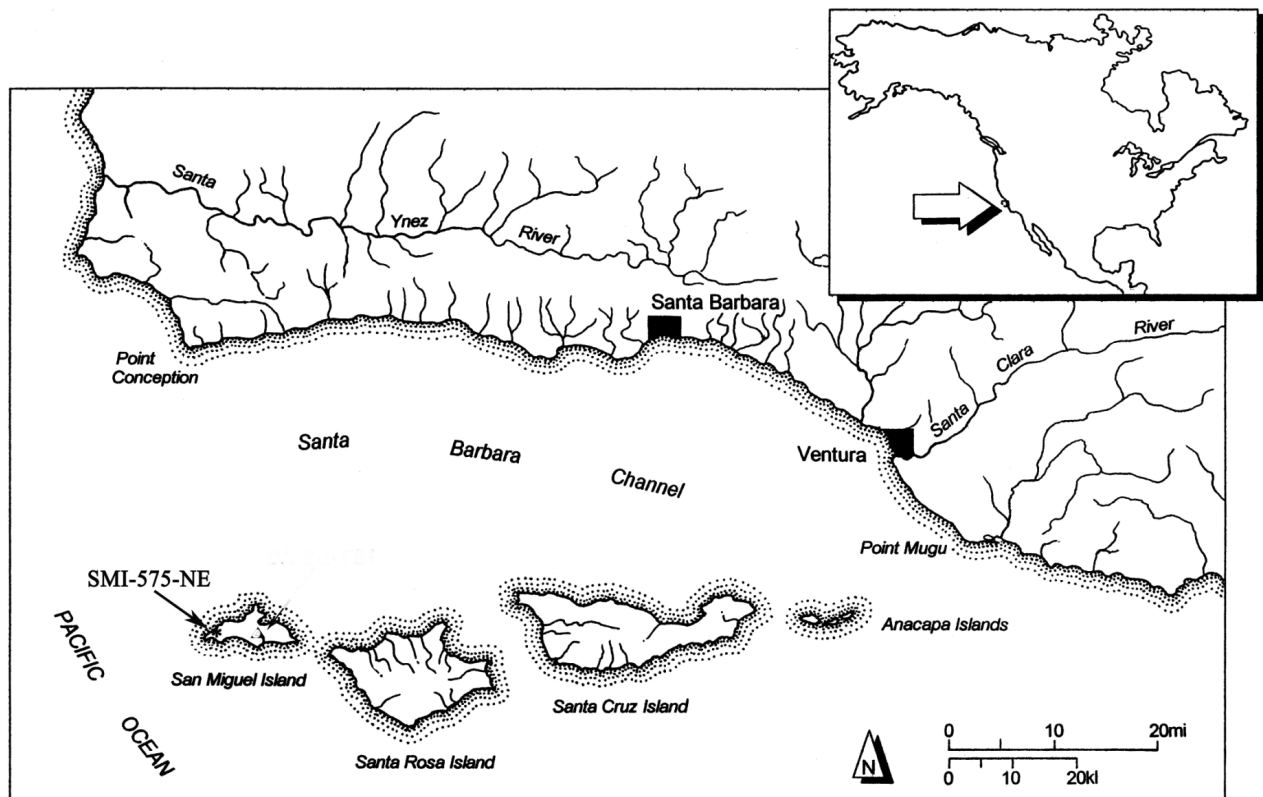 Santa
Ynez
River
Santa Barbara
River
Clara
Santa
Point
Conception
Santa
Barbara
Channel
Ventura
Point Mugu
SMI-575-NE
PACIFIC
OCEAN
San Miguel Island
Santa Rosa Island
Santa Cruz Island
Anacapa Islands
N
0 10 20mi
0 10 20kl